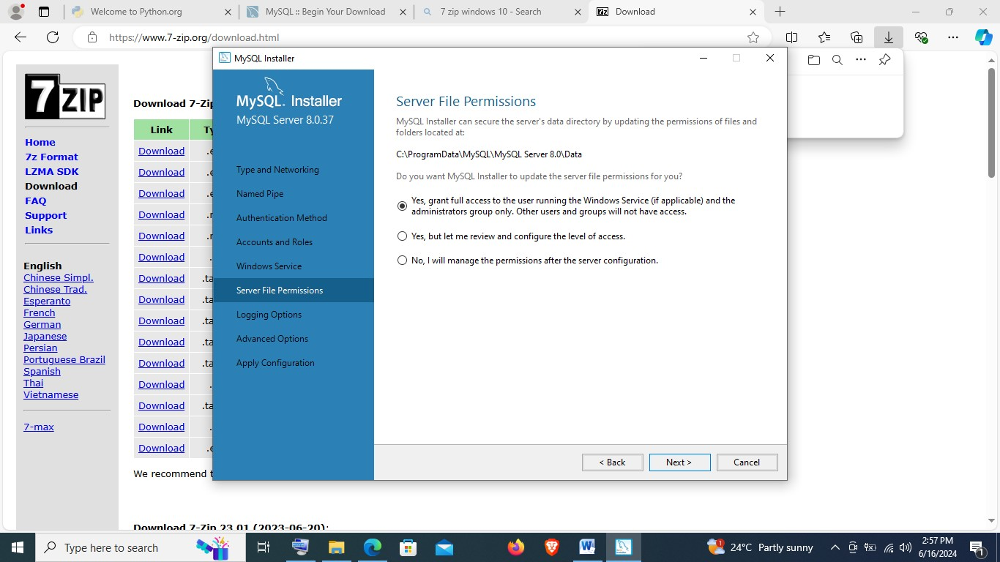 Welcome to Python.org
MySQL :: Begin Your Download
7 zip windows 10 - Search
7z
Download
https://www.7-zip.org/download.html
7ZIP
Home
7z Format
LZMA SDK
Download
FAQ
Support
Links
English
Chinese Simpl.
Chinese Trad.
Esperanto
French
German
Japanese
Persian
Portuguese Brazil
Spanish
Thai
Vietnamese
7-max
Download 7-Zip
Link
Download .e
Download .e
Download .e
Download .m
Download .m
Download .
Download .ta
Download .ta
Download .ta
Download .ta
Download .ta
Download .
Download .ta
Download .
Download .e
We recommend
Download 7-Zip 23.01 (2023-06-20):
MySQL Installer
MySQL. Installer
MySQL Server 8.0.37
Type and Networking
Named Pipe
Authentication Method
Accounts and Roles
Windows Service
Server File Permissions
Logging Options
Advanced Options
Apply Configuration
Server File Permissions
MySQL Installer can secure the server's data directory by updating the permissions of files and
folders located at:
C:\ProgramData\MySQL\MySQL Server 8.0\Data
Do you want MySQL Installer to update the server file permissions for you?
Yes, grant full access to the user running the Windows Service (if applicable) and the
administrators group only. Other users and groups will not have access.
Yes, but let me review and configure the level of access.
No, I will manage the permissions after the server configuration.
< Back
Next >
Cancel
Type here to search
24°C Partly sunny
2:57 PM
6/16/2024
1